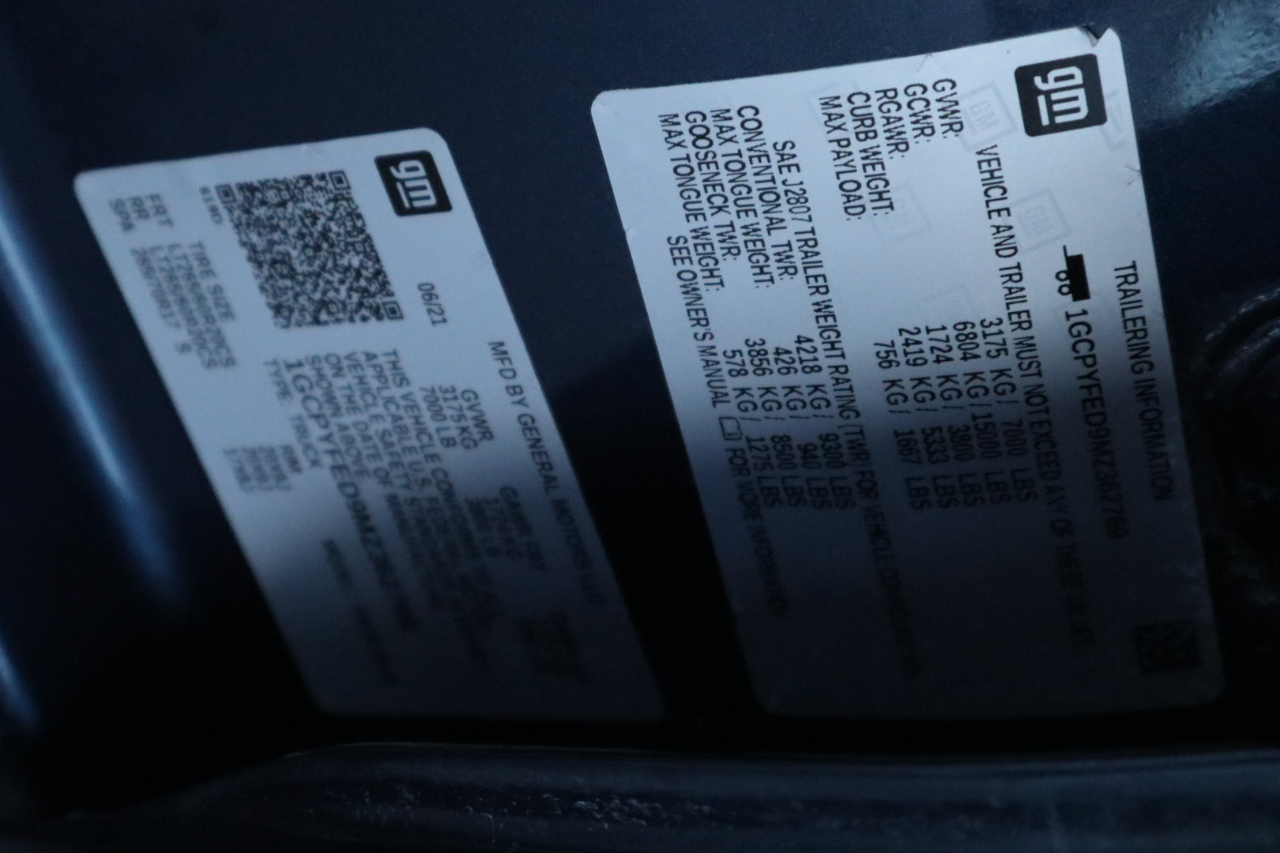 gm
TRAILERING INFORMATION
1GCPYFED9MZ362769
VEHICLE AND TRAILER MUST NOT EXCEED ANY OF THESE VALUES
GVWR: 3175 KG / 7000 LBS
GCWR: 6804 KG / 15000 LBS
RGAWR: 1724 KG / 3800 LBS
CURB WEIGHT: 2419 KG / 5333 LBS
MAX PAYLOAD: 756 KG / 1667 LBS
SAE J2807 TRAILER WEIGHT RATING (TWR) FOR VEHICLE
CONVENTIONAL TWR: 4218 KG / 9300 LBS
MAX TONGUE WEIGHT: 426 KG / 940 LBS
GOOSENECK TWR: 3856 KG / 8500 LBS
MAX TONGUE WEIGHT: 578 KG / 1275 LBS
SEE OWNER'S MANUAL FOR MORE INFORMATION
gm
MFD BY GENERAL MOTORS LLC
06/21
GVWR
3175 KG
7000 LB
GAWR FRT
THIS VEHICLE CONFORMS TO ALL
APPLICABLE U.S. FEDERAL MOTOR
VEHICLE SAFETY STANDARDS IN EFFECT
ON THE DATE OF MANUFACTURE
SHOWN ABOVE
1GCPYFED9MZ362769
TYPE: TRUCK
TIRE SIZE
RIM
FRT
RR
SPA